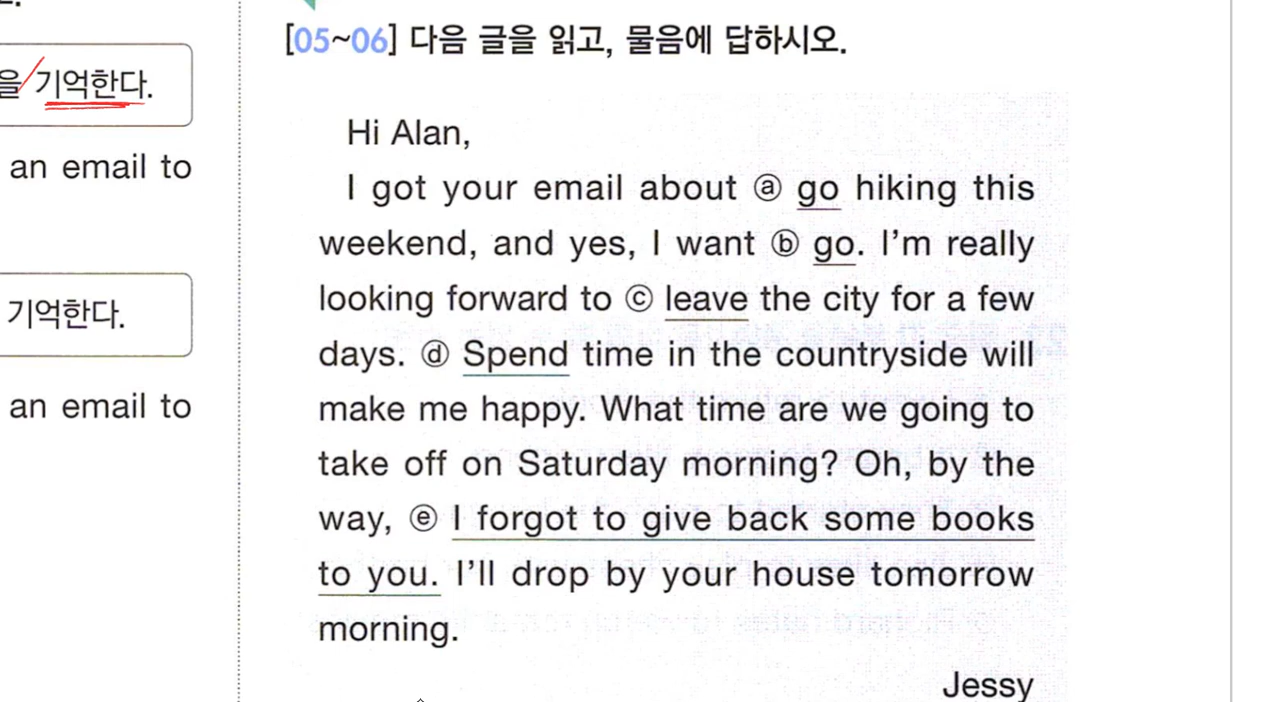 을 기억한다.
an email to
기억한다.
an email to
[05~06] 다음 글을 읽고, 물음에 답하시오.
Hi Alan,
I got your email about ⓐ go hiking this
weekend, and yes, I want ⓑ go. I'm really
looking forward to ⓒ leave the city for a few
days. ⓓ Spend time in the countryside will
make me happy. What time are we going to
take off on Saturday morning? Oh, by the
way, ⓔ I forgot to give back some books
to you. I'll drop by your house tomorrow
morning.
Jessy